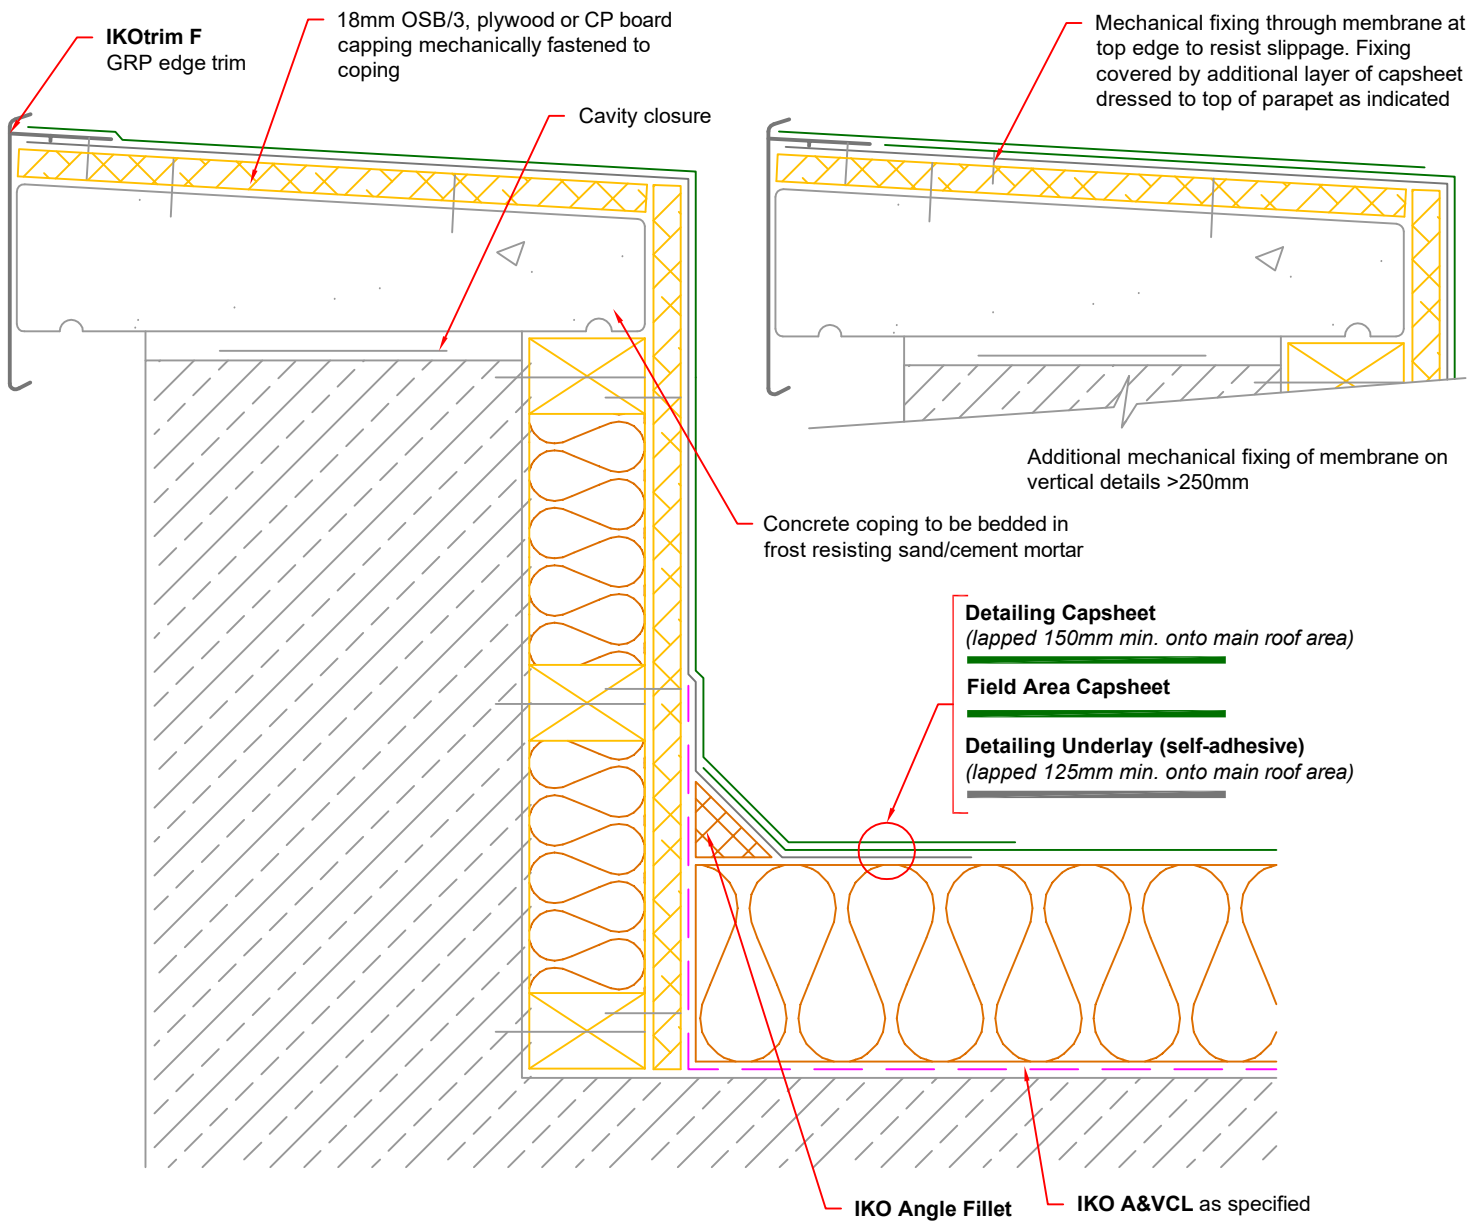 IKOtrim F
GRP edge trim
18mm OSB/3, plywood or CP board
capping mechanically fastened to
coping
Cavity closure
Mechanical fixing through membrane at
top edge to resist slippage. Fixing
covered by additional layer of capsheet
dressed to top of parapet as indicated
Additional mechanical fixing of membrane on
vertical details >250mm
Concrete coping to be bedded in
frost resisting sand/cement mortar
Detailing Capsheet
(lapped 150mm min. onto main roof area)
Field Area Capsheet
Detailing Underlay (self-adhesive)
(lapped 125mm min. onto main roof area)
IKO Angle Fillet
IKO A&VCL as specified